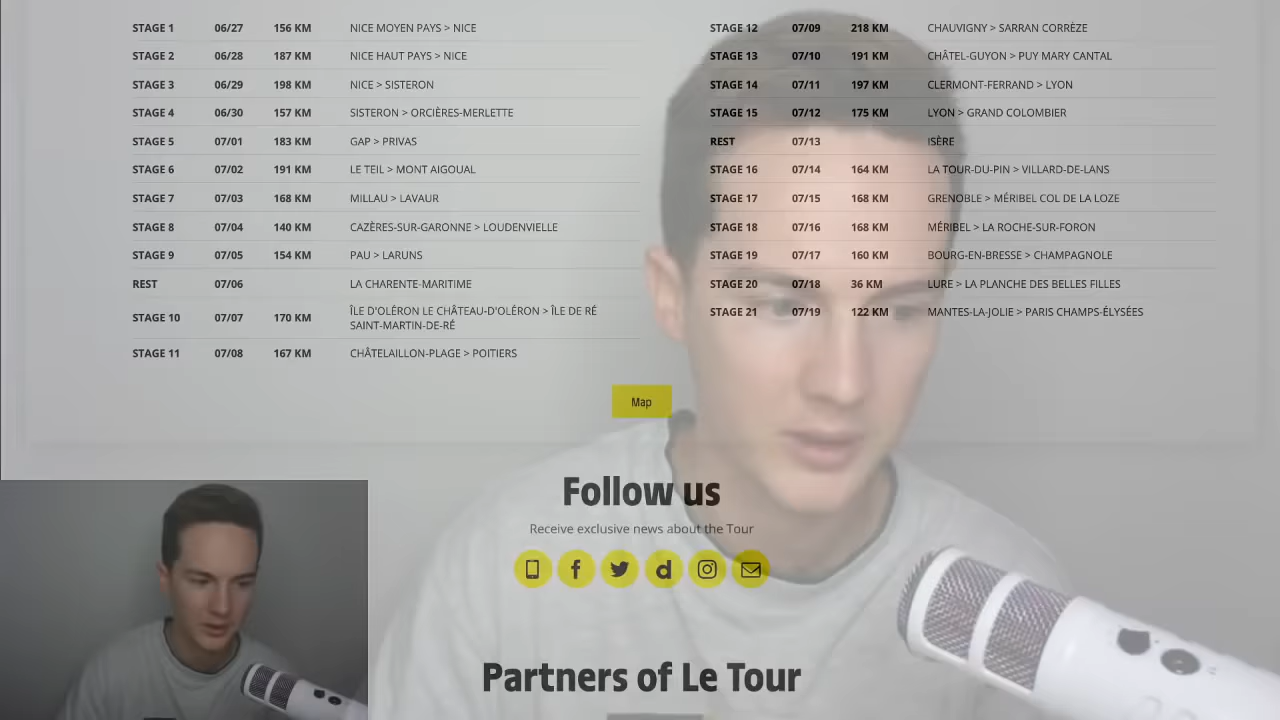 STAGE 1 06/27 156 KM NICE MOYEN PAYS > NICE
STAGE 2 06/28 187 KM NICE HAUT PAYS > NICE
STAGE 3 06/29 198 KM NICE > SISTERON
STAGE 4 06/30 157 KM SISTERON > ORCIÈRES-MERLETTE
STAGE 5 07/01 183 KM GAP > PRIVAS
STAGE 6 07/02 191 KM LE TEIL > MONT AIGOUAL
STAGE 7 07/03 168 KM MILLAU > LAVAUR
STAGE 8 07/04 140 KM CAZÈRES-SUR-GARONNE > LOUDENVIELLE
STAGE 9 07/05 154 KM PAU > LARUNS
REST 07/06 LA CHARENTE-MARITIME
STAGE 10 07/07 170 KM ÎLE D'OLÉRON LE CHÂTEAU-D'OLÉRON > ÎLE DE RÉ
SAINT-MARTIN-DE-RÉ
STAGE 11 07/08 167 KM CHÂTELAILLON-PLAGE > POITIERS
STAGE 12 07/09 218 KM CHAUVIGNY > SARRAN CORRÈZE
STAGE 13 07/10 191 KM CHÂTEL-GUYON > PUY MARY CANTAL
STAGE 14 07/11 197 KM CLERMONT-FERRAND > LYON
STAGE 15 07/12 175 KM LYON > GRAND COLOMBIER
REST 07/13 ISÈRE
STAGE 16 07/14 164 KM LA TOUR-DU-PIN > VILLARD-DE-LANS
STAGE 17 07/15 168 KM GRENOBLE > MÉRIBEL COL DE LA LOZE
STAGE 18 07/16 168 KM MÉRIBEL > LA ROCHE-SUR-FORON
STAGE 19 07/17 160 KM BOURG-EN-BRESSE > CHAMPAGNOLE
STAGE 20 07/18 36 KM LURE > LA PLANCHE DES BELLES FILLES
STAGE 21 07/19 122 KM MANTES-LA-JOLIE > PARIS CHAMPS-ÉLYSÉES
Map
Follow us
Receive exclusive news about the Tour
Partners of Le Tour